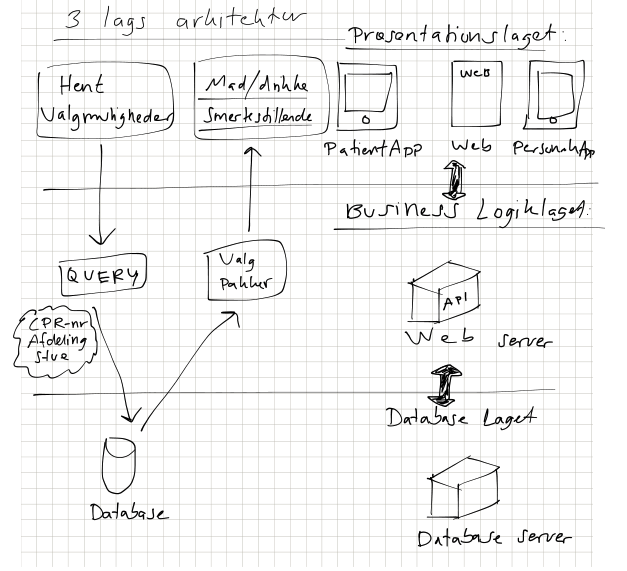 3 lags arkitektur
Præsentationslaget:
Hent
Valgmuligheder
Mad/drikke
Smertestillende
WEB
PatientApp
Web
PersonaleApp
Business Logiklaget:
QUERY
Valg
Pakker
API
CPR-nr
Afdeling
Stue
Web server
Database Laget
Database
Database server